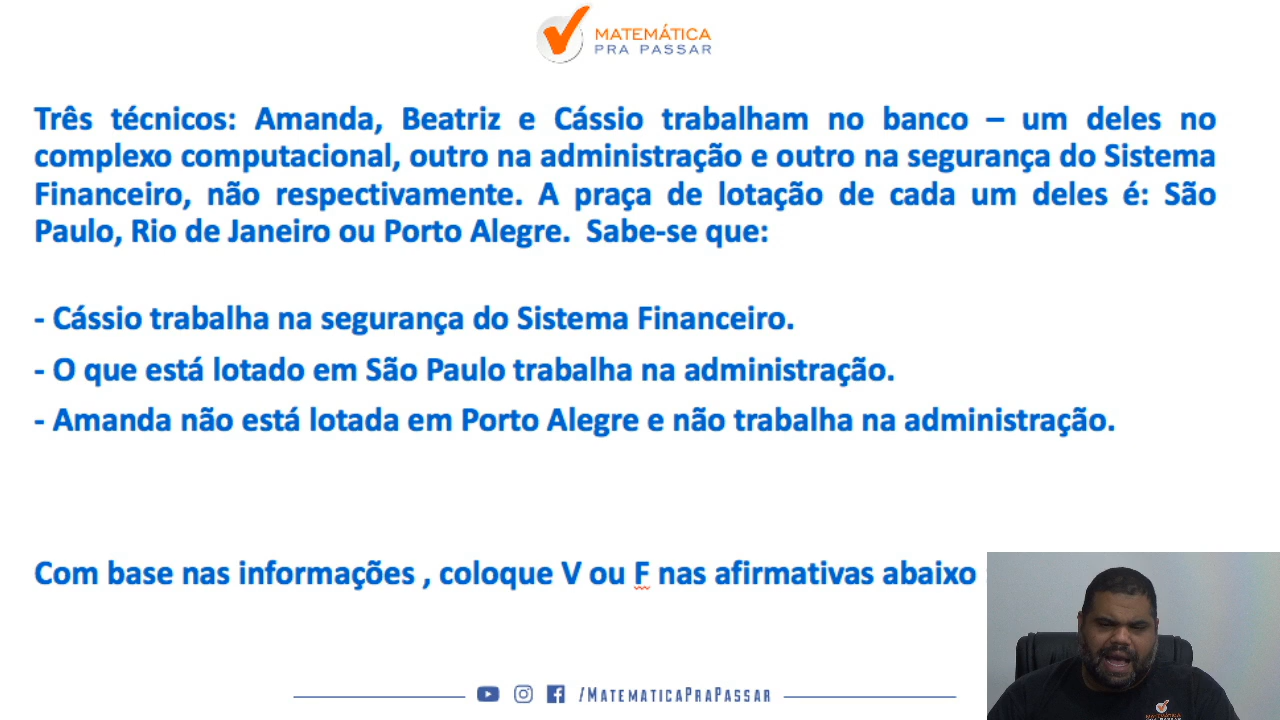 MATEMÁTICA
PRA PASSAR
Três técnicos: Amanda, Beatriz e Cássio trabalham no banco – um deles no
complexo computacional, outro na administração e outro na segurança do Sistema
Financeiro, não respectivamente. A praça de lotação de cada um deles é: São
Paulo, Rio de Janeiro ou Porto Alegre. Sabe-se que:
- Cássio trabalha na segurança do Sistema Financeiro.
- O que está lotado em São Paulo trabalha na administração.
- Amanda não está lotada em Porto Alegre e não trabalha na administração.
Com base nas informações , coloque V ou F nas afirmativas abaixo
/MATEMATICAPRAPASSAR